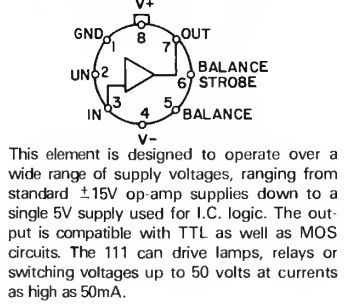 V+
GND 8 OUT
1 7
UN 2 BALANCE
6 STROBE
3 5
IN 4 BALANCE
V-
This element is designed to operate over a
wide range of supply voltages, ranging from
standard ±15V op-amp supplies down to a
single 5V supply used for I.C. logic. The out-
put is compatible with TTL as well as MOS
circuits. The 111 can drive lamps, relays or
switching voltages up to 50 volts at currents
as high as 50mA.